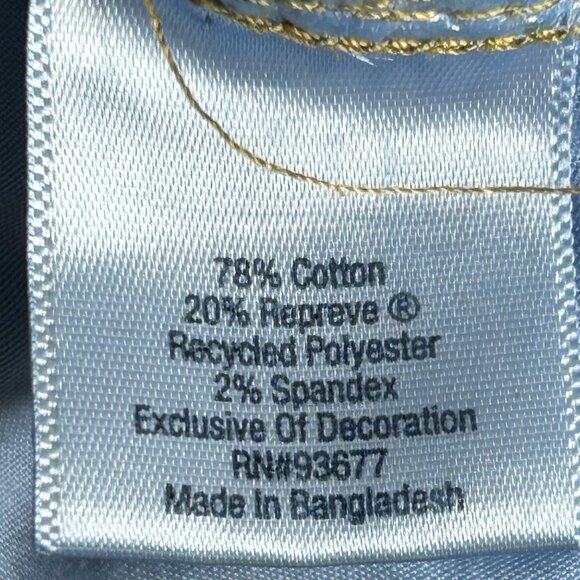 78% Cotton
20% Repreve ®
Recycled Polyester
2% Spandex
Exclusive Of Decoration
RN#93677
Made In Bangladesh